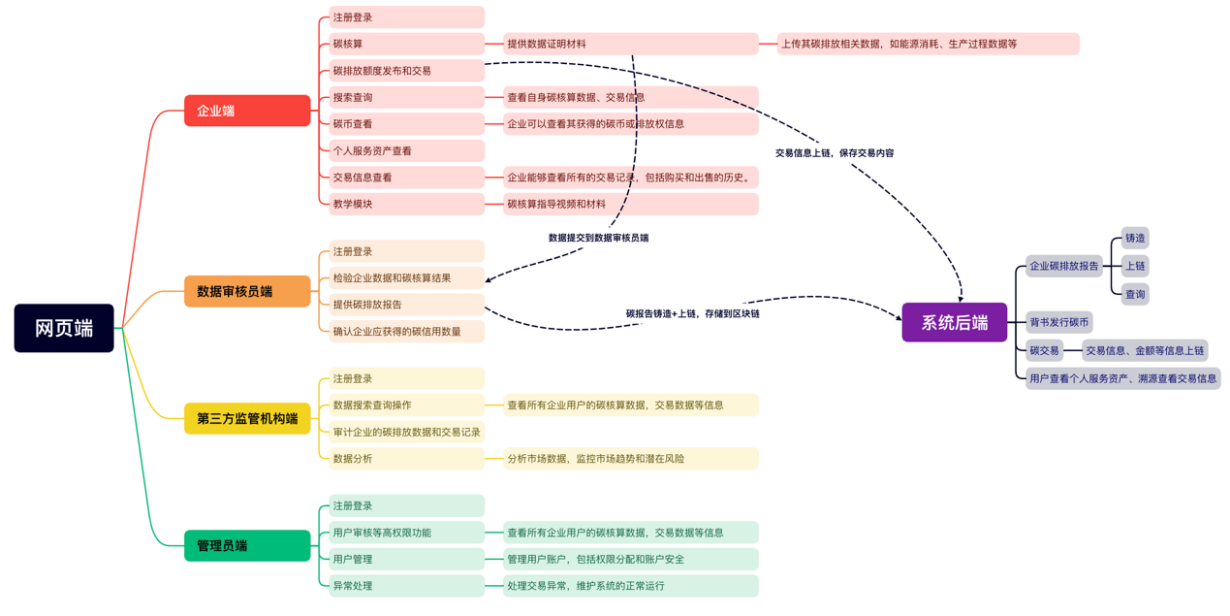 网页端
企业端
注册登录
碳核算
提供数据证明材料
上传其碳排放相关数据，如能源消耗、生产过程数据等
碳排放额度发布和交易
搜索查询
查看自身碳核算数据、交易信息
碳币查看
企业可以查看其获得的碳币或排放权信息
个人服务资产查看
交易信息查看
企业能够查看所有的交易记录，包括购买和出售的历史。
教学模块
碳核算指导视频和材料
数据审核员端
注册登录
检验企业数据和碳核算结果
提供碳排放报告
确认企业应获得的碳信用数量
第三方监管机构端
注册登录
数据搜索查询操作
查看所有企业用户的碳核算数据，交易数据等信息
审计企业的碳排放数据和交易记录
数据分析
分析市场数据，监控市场趋势和潜在风险
管理员端
注册登录
用户审核等高权限功能
查看所有企业用户的碳核算数据，交易数据等信息
用户管理
管理用户账户，包括权限分配和账户安全
异常处理
处理交易异常，维护系统的正常运行
数据提交到数据审核员端
交易信息上链，保存交易内容
碳报告铸造+上链，存储到区块链
系统后端
企业碳排放报告
铸造
上链
查询
背书发行碳币
碳交易
交易信息、金额等信息上链
用户查看个人服务资产、溯源查看交易信息